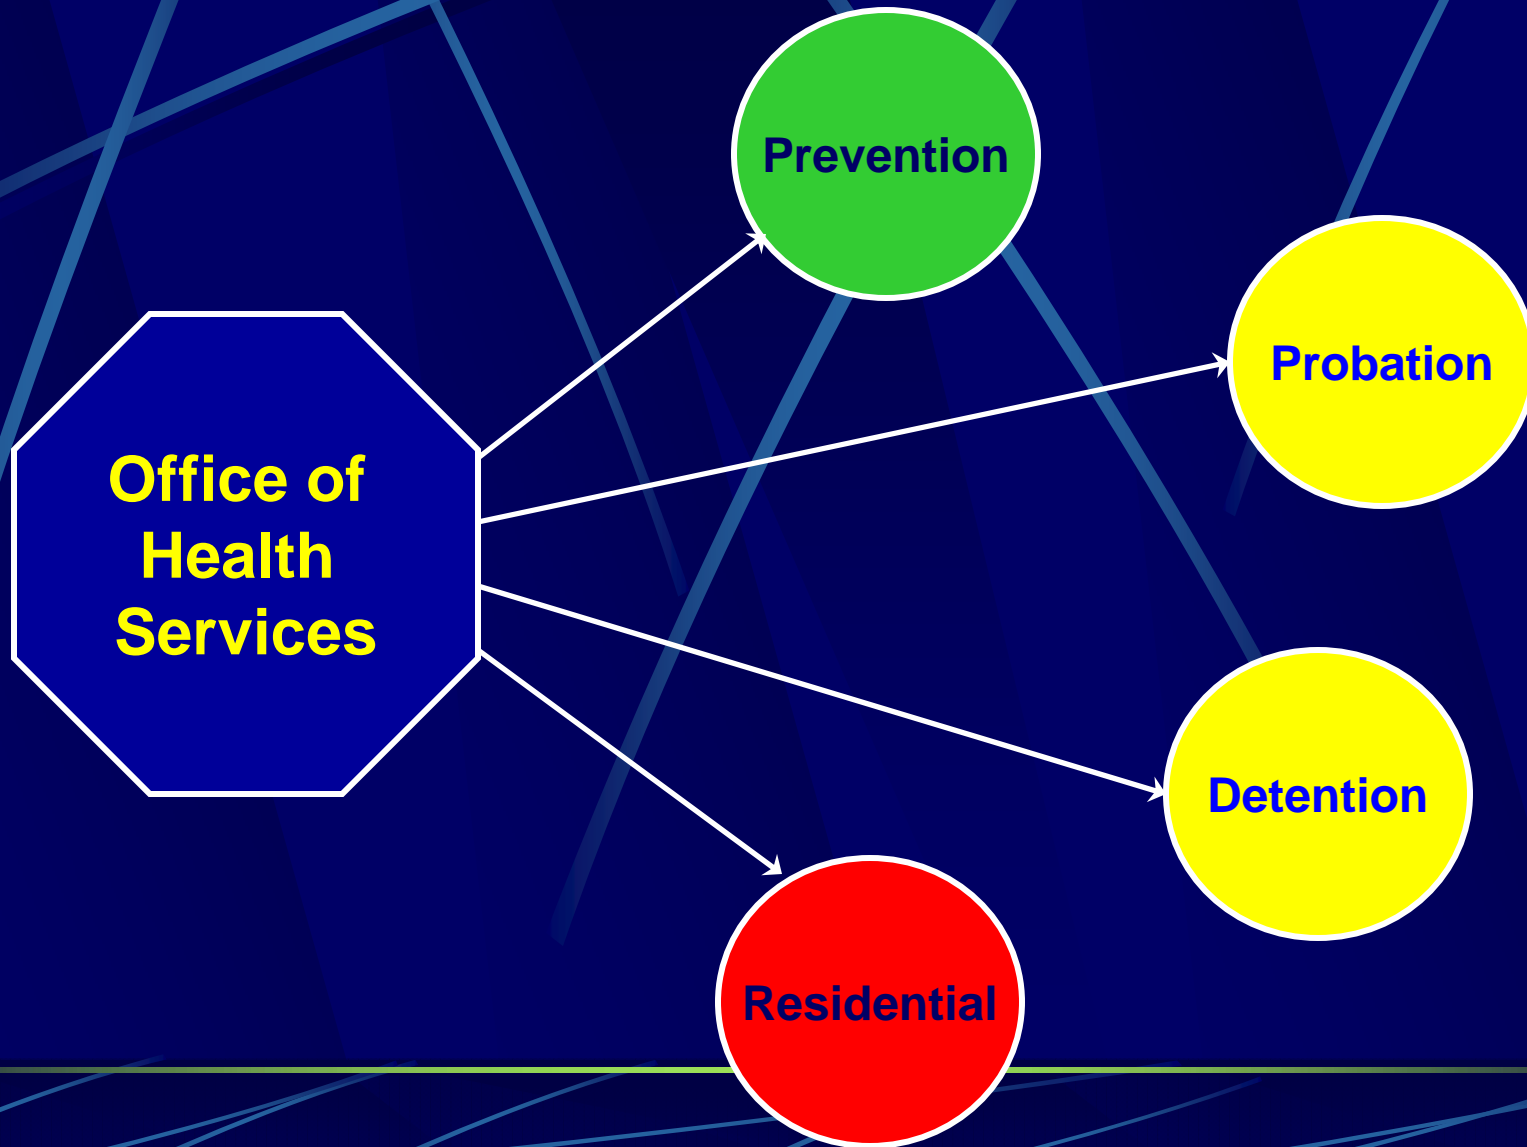 Prevention
Probation
Office of
Health
Services
Detention
Residential